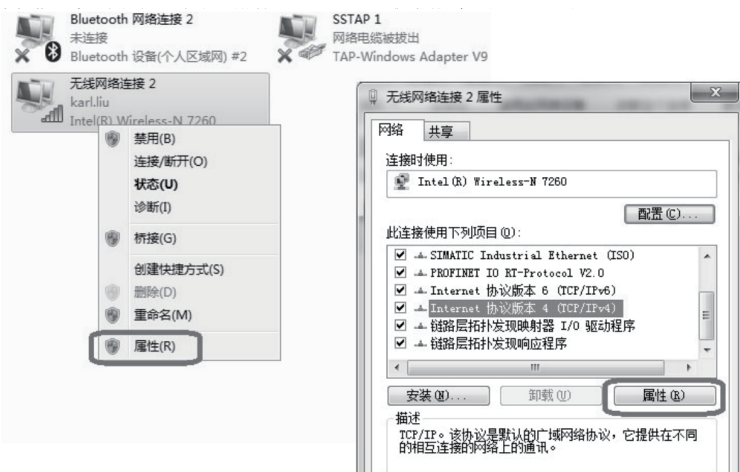 Bluetooth 网络连接 2
未连接
Bluetooth 设备(个人区域网) #2
SSTAP 1
网络电缆被拔出
TAP-Windows Adapter V9
无线网络连接 2
karl.liu
Intel(R) Wireless-N 7260
禁用(B)
连接/断开(O)
状态(U)
诊断(I)
桥接(G)
创建快捷方式(S)
删除(D)
重命名(M)
属性(R)
无线网络连接 2 属性
网络
共享
连接时使用:
Intel(R) Wireless-N 7260
配置(C)...
此连接使用下列项目(O):
SIMATIC Industrial Ethernet (ISO)
PROFINET IO RT-Protocol V2.0
Internet 协议版本 6 (TCP/IPv6)
Internet 协议版本 4 (TCP/IPv4)
链路层拓扑发现映射器 I/O 驱动程序
链路层拓扑发现响应程序
安装(N)...
卸载(U)
属性(R)
描述
TCP/IP。该协议是默认的广域网络协议，它提供在不同
的相互连接的网络上的通讯。